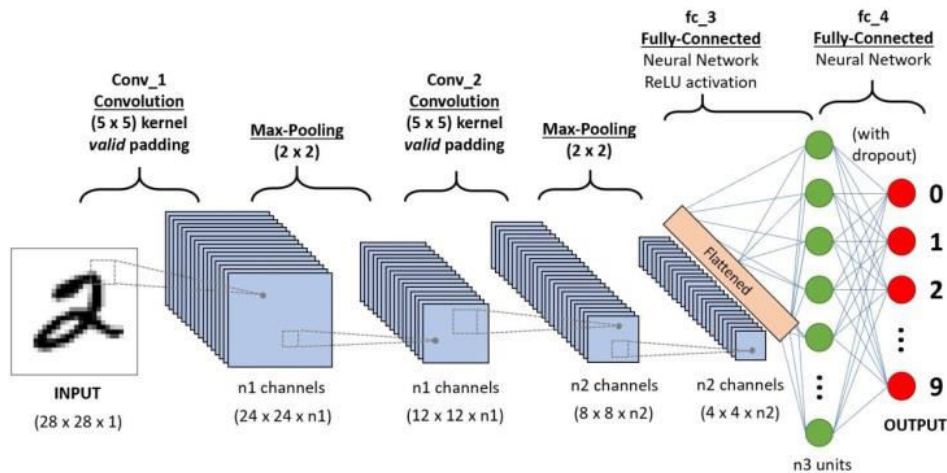 fc_3
Fully-Connected
Neural Network
ReLU activation
fc_4
Fully-Connected
Neural Network
Conv_1
Convolution
(5 x 5) kernel
valid padding
Max-Pooling
(2 x 2)
Conv_2
Convolution
(5 x 5) kernel
valid padding
Max-Pooling
(2 x 2)
(with
dropout)
Flattened
0
1
2
9
2
INPUT
(28 x 28 x 1)
n1 channels
(24 x 24 x n1)
n1 channels
(12 x 12 x n1)
n2 channels
(8 x 8 x n2)
n2 channels
(4 x 4 x n2)
n3 units
OUTPUT